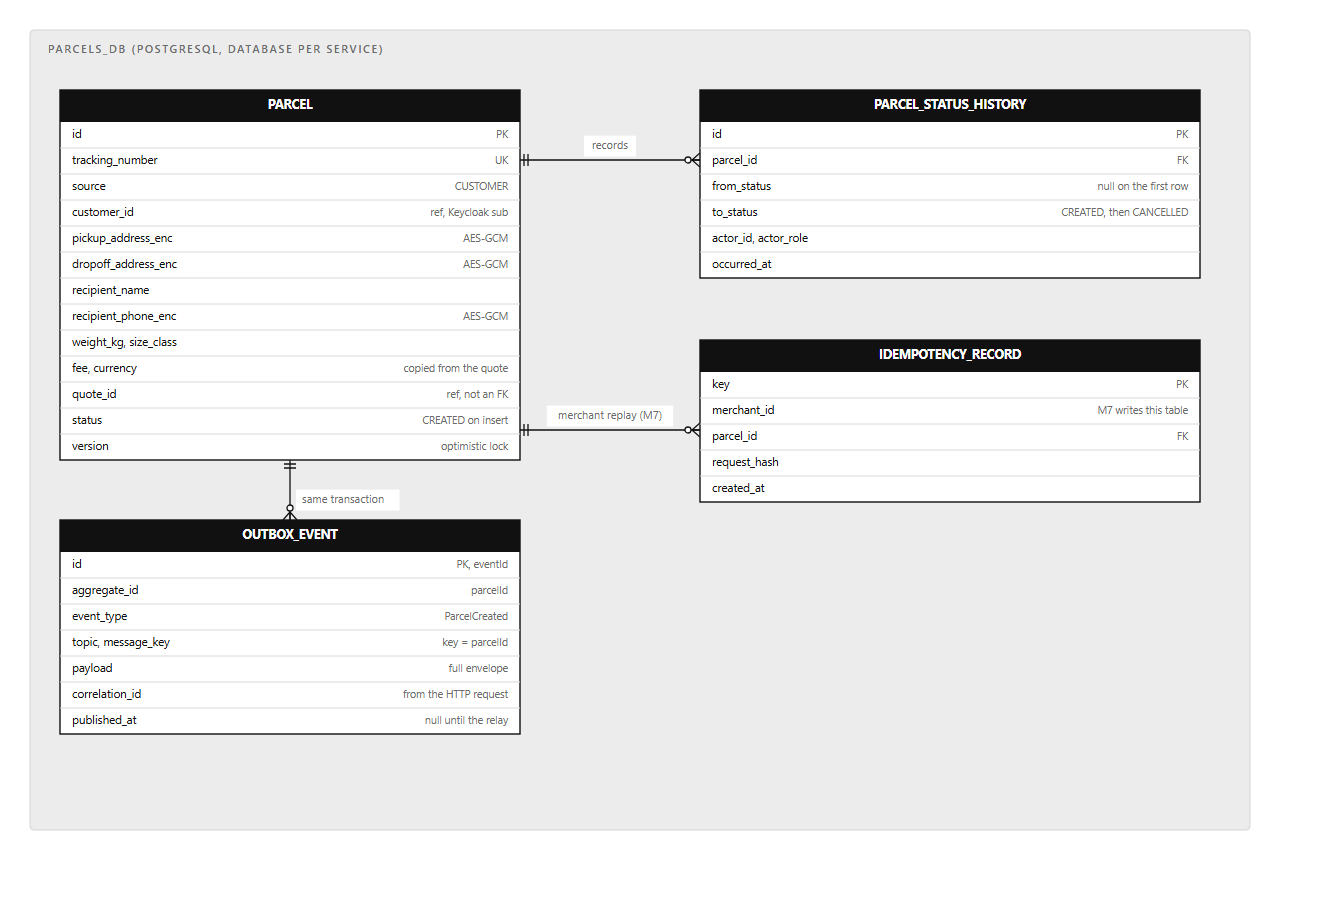 PARCELS_DB (POSTGRESQL, DATABASE PER SERVICE)
PARCEL
id PK
tracking_number UK
source CUSTOMER
customer_id ref, Keycloak sub
pickup_address_enc AES-GCM
dropoff_address_enc AES-GCM
recipient_name
recipient_phone_enc AES-GCM
weight_kg, size_class
fee, currency copied from the quote
quote_id ref, not an FK
status CREATED on insert
version optimistic lock
records
PARCEL_STATUS_HISTORY
id PK
parcel_id FK
from_status null on the first row
to_status CREATED, then CANCELLED
actor_id, actor_role
occurred_at
merchant replay (M7)
IDEMPOTENCY_RECORD
key PK
merchant_id M7 writes this table
parcel_id FK
request_hash
created_at
same transaction
OUTBOX_EVENT
id PK, eventId
aggregate_id parcelId
event_type ParcelCreated
topic, message_key key = parcelId
payload full envelope
correlation_id from the HTTP request
published_at null until the relay